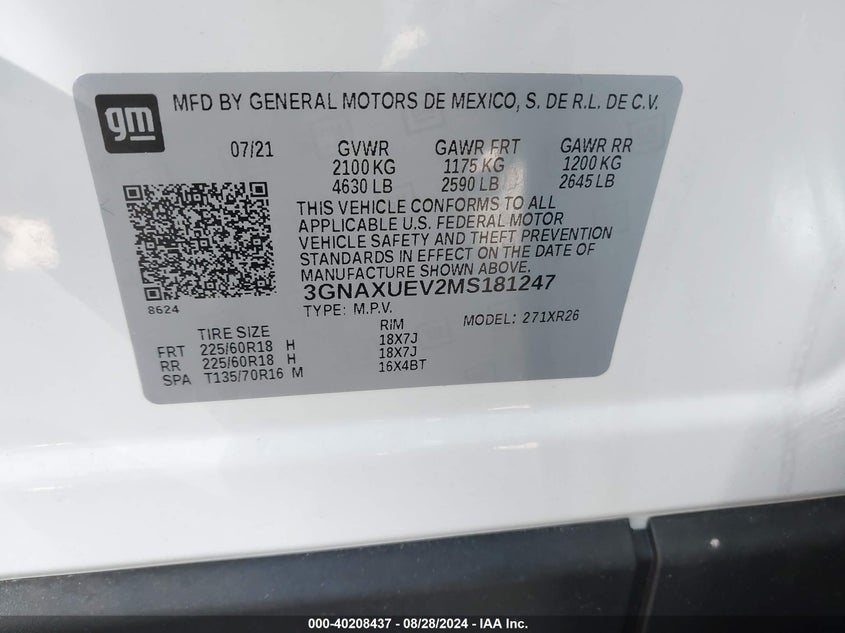 gm
MFD BY GENERAL MOTORS DE MEXICO, S. DE R.L. DE C.V.
07/21 GVWR GAWR FRT GAWR RR
2100 KG 1175 KG 1200 KG
4630 LB 2590 LB 2645 LB
THIS VEHICLE CONFORMS TO ALL
APPLICABLE U.S. FEDERAL MOTOR
VEHICLE SAFETY AND THEFT PREVENTION
STANDARDS IN EFFECT ON THE DATE OF
MANUFACTURE SHOWN ABOVE.
3GNAXUEV2MS181247
8624
TYPE: M.P.V. MODEL: 271XR26
TIRE SIZE RIM
FRT 225/60R18 H 18X7J
RR 225/60R18 H 18X7J
SPA T135/70R16 M 16X4BT
000-40208437 - 08/28/2024 - IAA Inc.